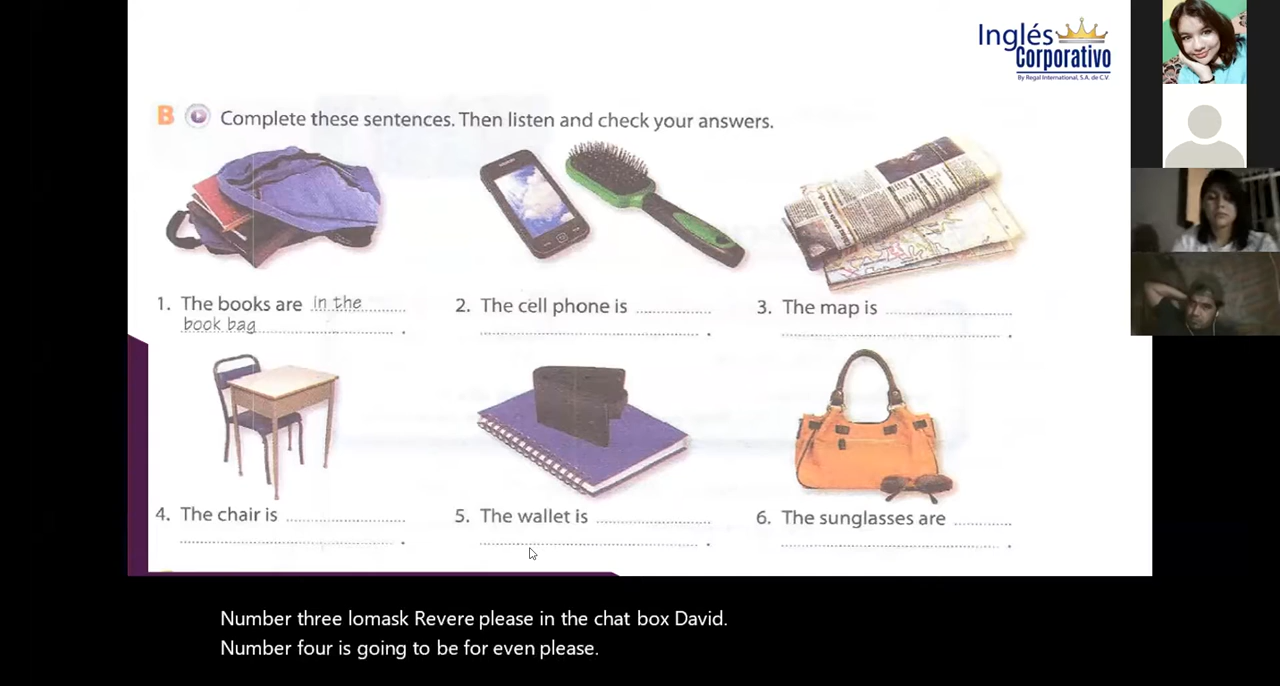 Inglés
Corporativo
By Regal International, S.A. de C.V.
B Complete these sentences. Then listen and check your answers.
1. The books are in the
book bag .
2. The cell phone is
.
3. The map is
.
4. The chair is
.
5. The wallet is
.
6. The sunglasses are
.
Number three lomask Revere please in the chat box David.
Number four is going to be for even please.